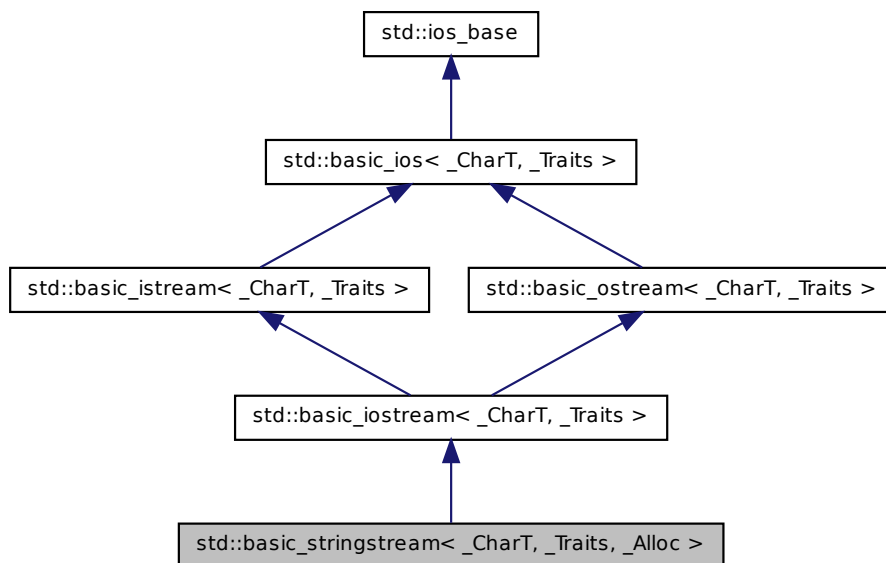 std::ios_base
std::basic_ios< _CharT, _Traits >
std::basic_istream< _CharT, _Traits >
std::basic_ostream< _CharT, _Traits >
std::basic_iostream< _CharT, _Traits >
std::basic_stringstream< _CharT, _Traits, _Alloc >